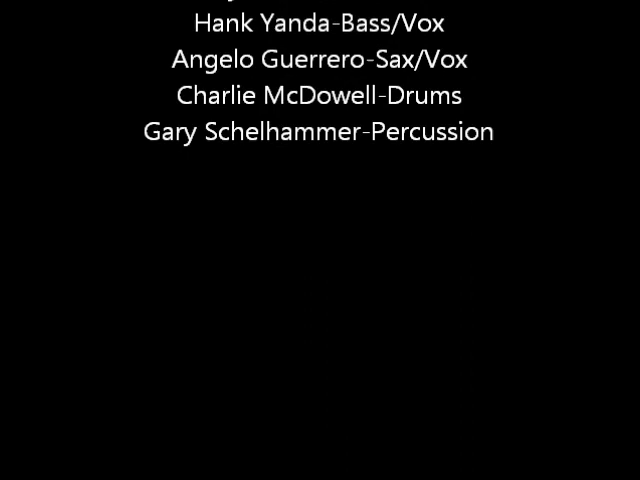 Hank Yanda-Bass/Vox
Angelo Guerrero-Sax/Vox
Charlie McDowell-Drums
Gary Schelhammer-Percussion